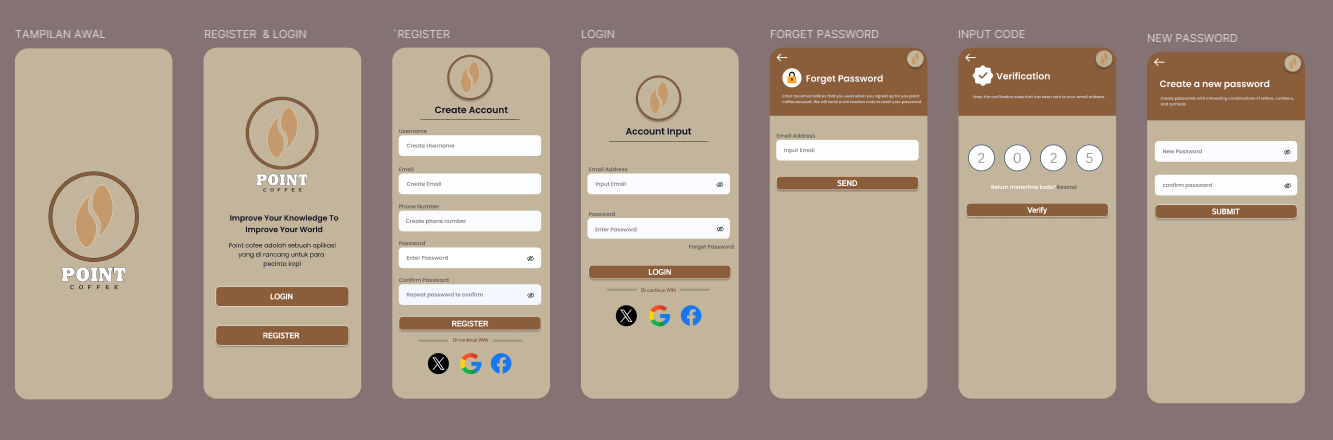 TAMPILAN AWAL
POINT
COFFEE
REGISTER & LOGIN
POINT
COFFEE
Improve Your Knowledge To
Improve Your World
Point cofee adalah sebuah aplikasi
yang di rancang untuk para
pecinta kopi
LOGIN
REGISTER
`REGISTER
Create Account
Username
Create Username
Email
Create Email
Phone Number
Create phone number
Password
Enter Password
Confirm Password
Repeat password to confirm
REGISTER
Or continue With
LOGIN
Account Input
Email Address
Input Email
Password
Enter Password
Forget Password
LOGIN
Or continue With
FORGET PASSWORD
Forget Password
Enter the email addres that you used when you signed up for you point
coffee account. We will send a verivication code to reset your password
Email Address
Input Email
SEND
INPUT CODE
Verification
Enter the verification code that has been sent to your email address
2 0 2 5
Belum menerima kode? Resend
Verify
NEW PASSWORD
Create a new password
Create passwords with interesting combinations of letters, numbers,
and symbols
New Password
confirm password
SUBMIT